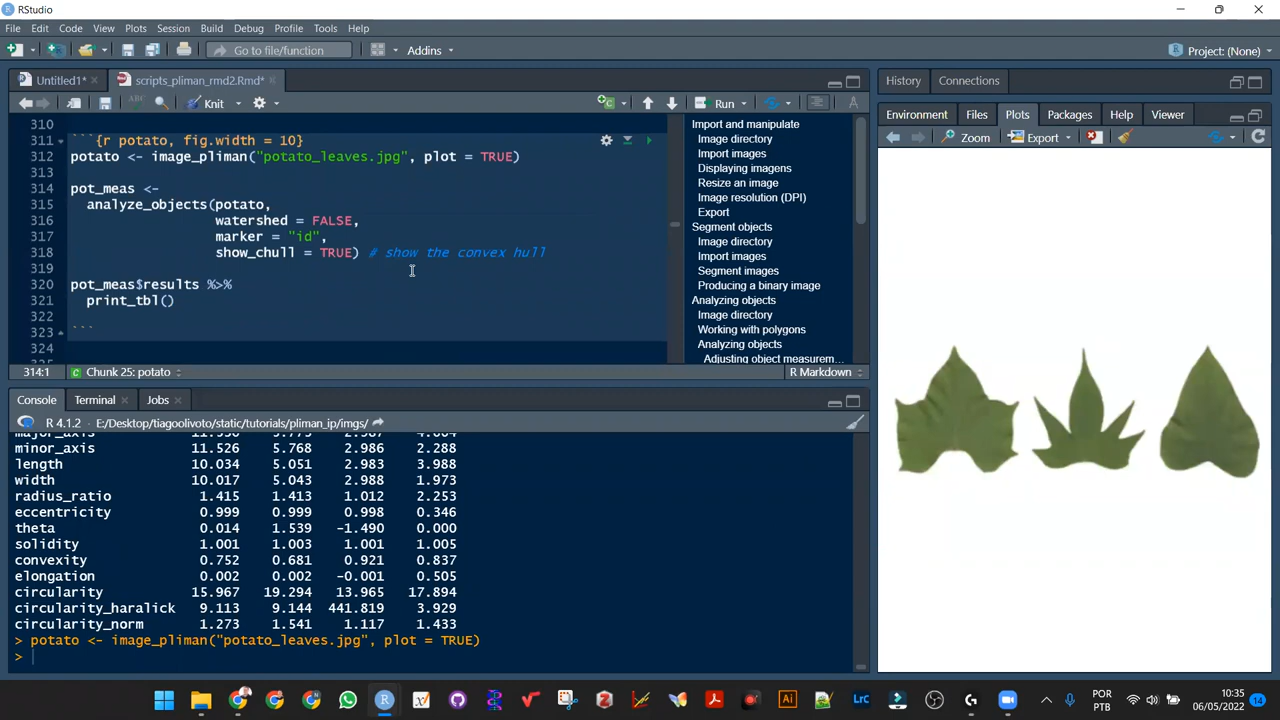 RStudio
File Edit Code View Plots Session Build Debug Profile Tools Help
Go to file/function Addins Project: (None)
Untitled1* scripts_pliman_rmd2.Rmd*
Knit Run
310
311 ```{r potato, fig.width = 10}
312 potato <- image_pliman("potato_leaves.jpg", plot = TRUE)
313
314 pot_meas <-
315 analyze_objects(potato,
316 watershed = FALSE,
317 marker = "id",
318 show_chull = TRUE) # show the convex hull
319
320 pot_meas$results %>%
321 print_tbl()
322
323 ```
324
Import and manipulate
Image directory
Import images
Displaying imagens
Resize an image
Image resolution (DPI)
Export
Segment objects
Image directory
Import images
Segment images
Producing a binary image
Analyzing objects
Image directory
Working with polygons
Analyzing objects
Adjusting object measurem...
314:1 Chunk 25: potato R Markdown
Console Terminal Jobs
R 4.1.2 · E:/Desktop/tiagoolivoto/static/tutorials/pliman_ip/imgs/
minor_axis 11.526 5.768 2.986 2.288
length 10.034 5.051 2.983 3.988
width 10.017 5.043 2.988 1.973
radius_ratio 1.415 1.413 1.012 2.253
eccentricity 0.999 0.999 0.998 0.346
theta 0.014 1.539 -1.490 0.000
solidity 1.001 1.003 1.001 1.005
convexity 0.752 0.681 0.921 0.837
elongation 0.002 0.002 -0.001 0.505
circularity 15.967 19.294 13.965 17.894
circularity_haralick 9.113 9.144 441.819 3.929
circularity_norm 1.273 1.541 1.117 1.433
> potato <- image_pliman("potato_leaves.jpg", plot = TRUE)
>
History Connections
Environment Files Plots Packages Help Viewer
Zoom Export
POR
PTB
10:35
06/05/2022